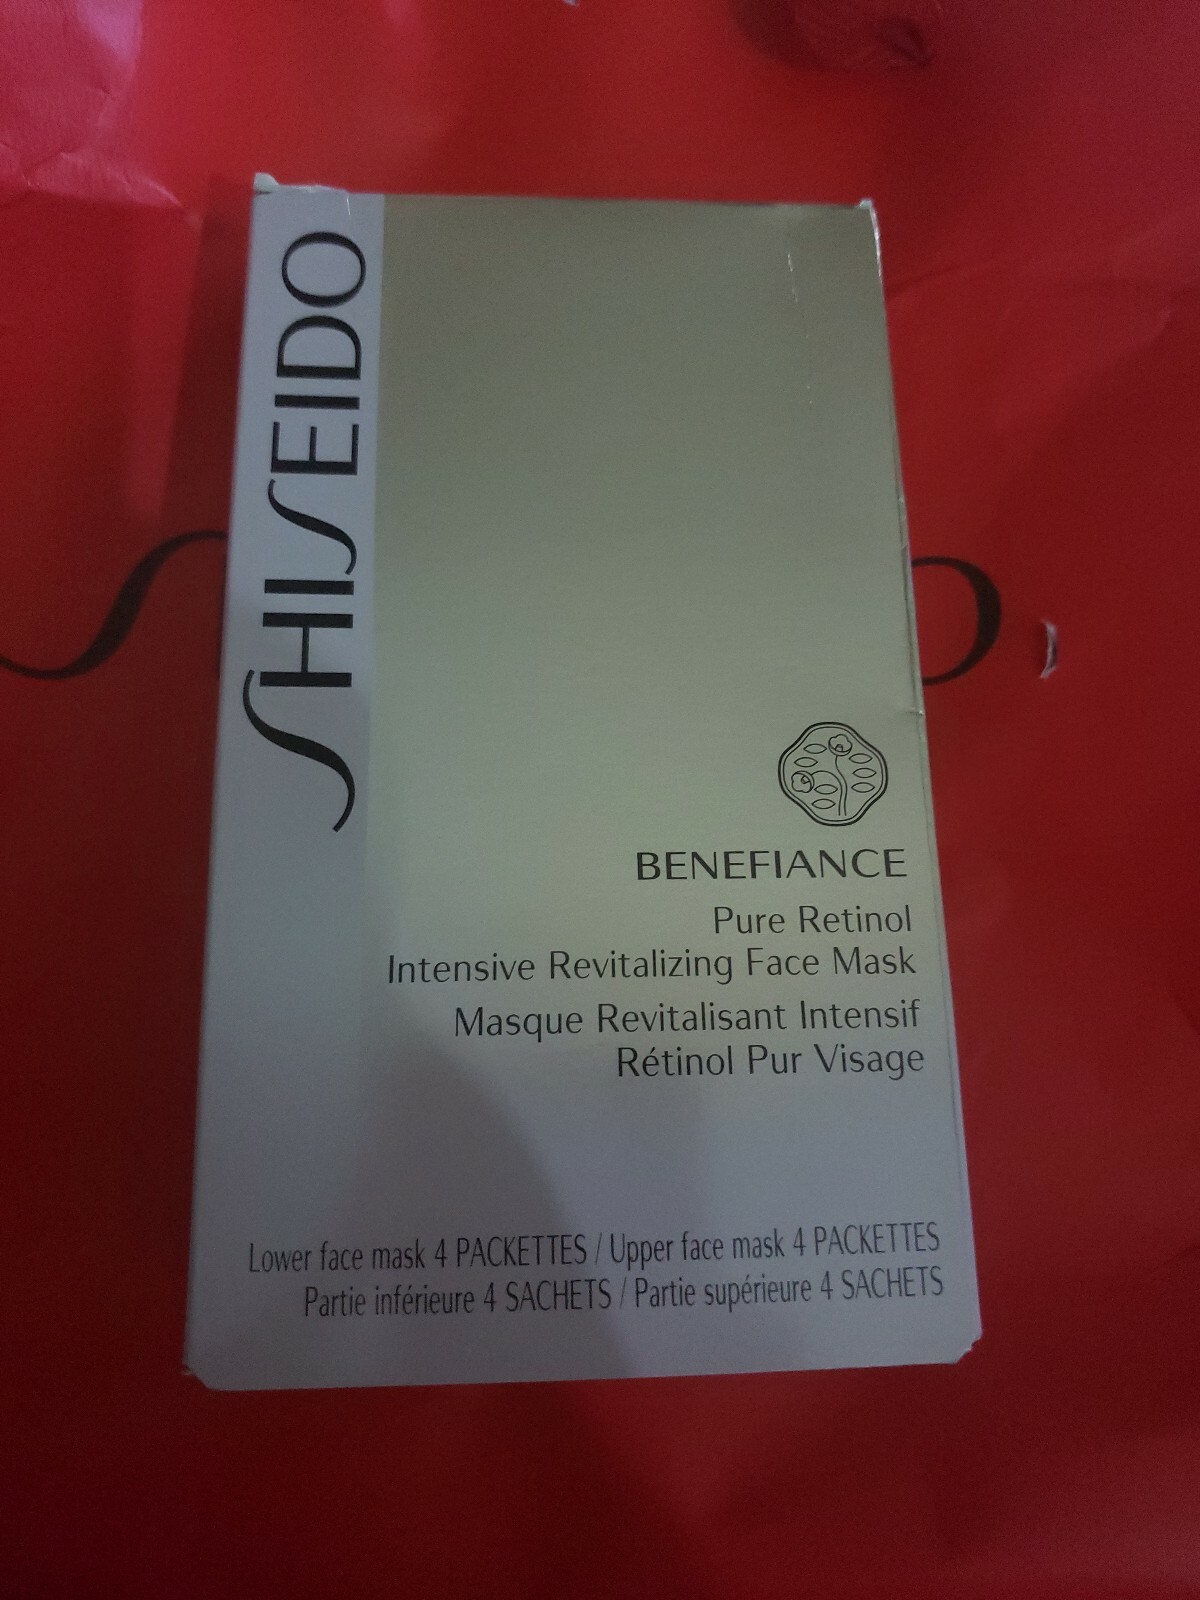 SHISEIDO
BENEFIANCE
Pure Retinol
Intensive Revitalizing Face Mask
Masque Revitalisant Intensif
Rétinol Pur Visage
Lower face mask 4 PACKETTES / Upper face mask 4 PACKETTES
Partie inférieure 4 SACHETS / Partie supérieure 4 SACHETS